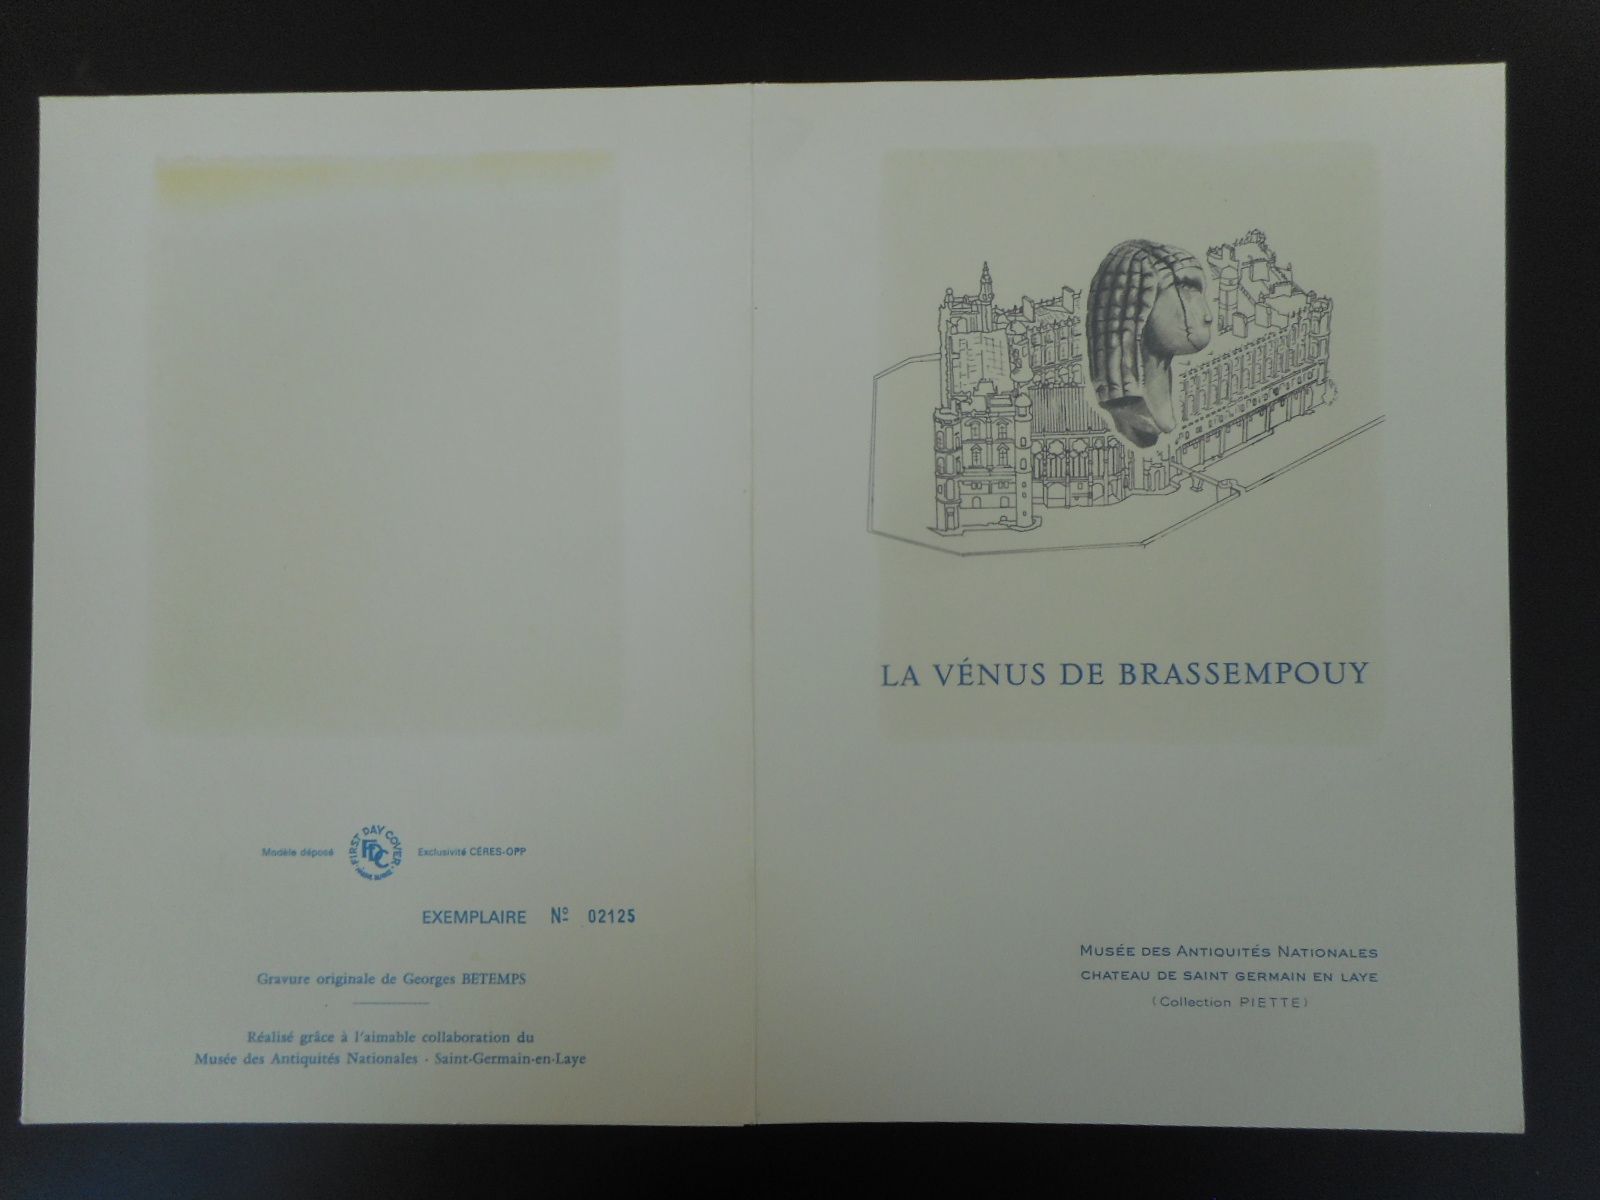 Modèle déposé
FIRST DAY COVER
FDC
Exclusivité CÉRES-OPP
EXEMPLAIRE Nº 02125
Gravure originale de Georges BETEMPS
Réalisé grâce à l'aimable collaboration du
Musée des Antiquités Nationales - Saint-Germain-en-Laye
LA VÉNUS DE BRASSEMPOUY
MUSÉE DES ANTIQUITÉS NATIONALES
CHATEAU DE SAINT GERMAIN EN LAYE
(Collection PIETTE)